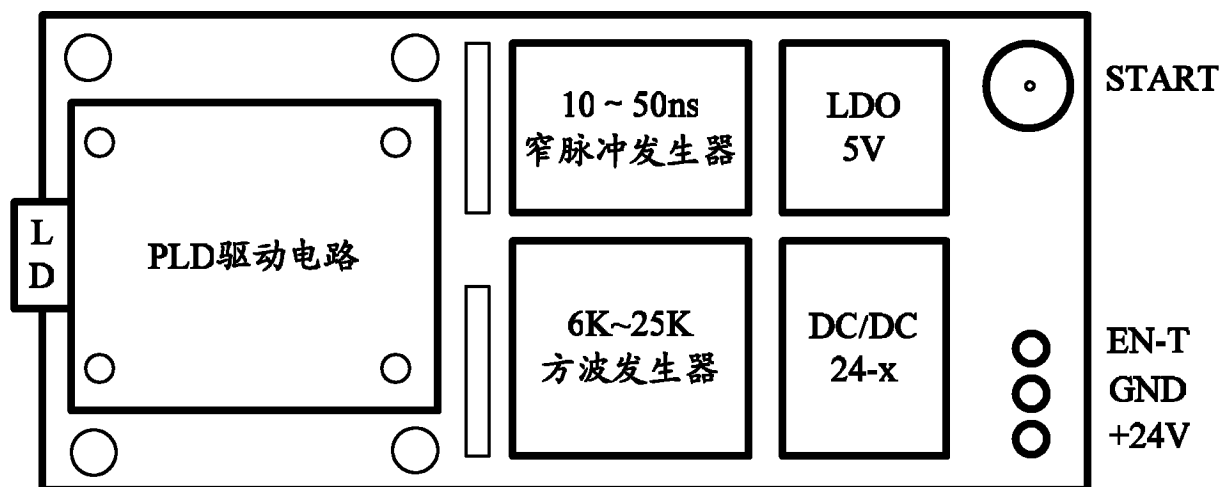 10 ~ 50ns
窄脉冲发生器
LDO
5V
START
L
D
PLD驱动电路
6K~25K
方波发生器
DC/DC
24-x
EN-T
GND
+24V